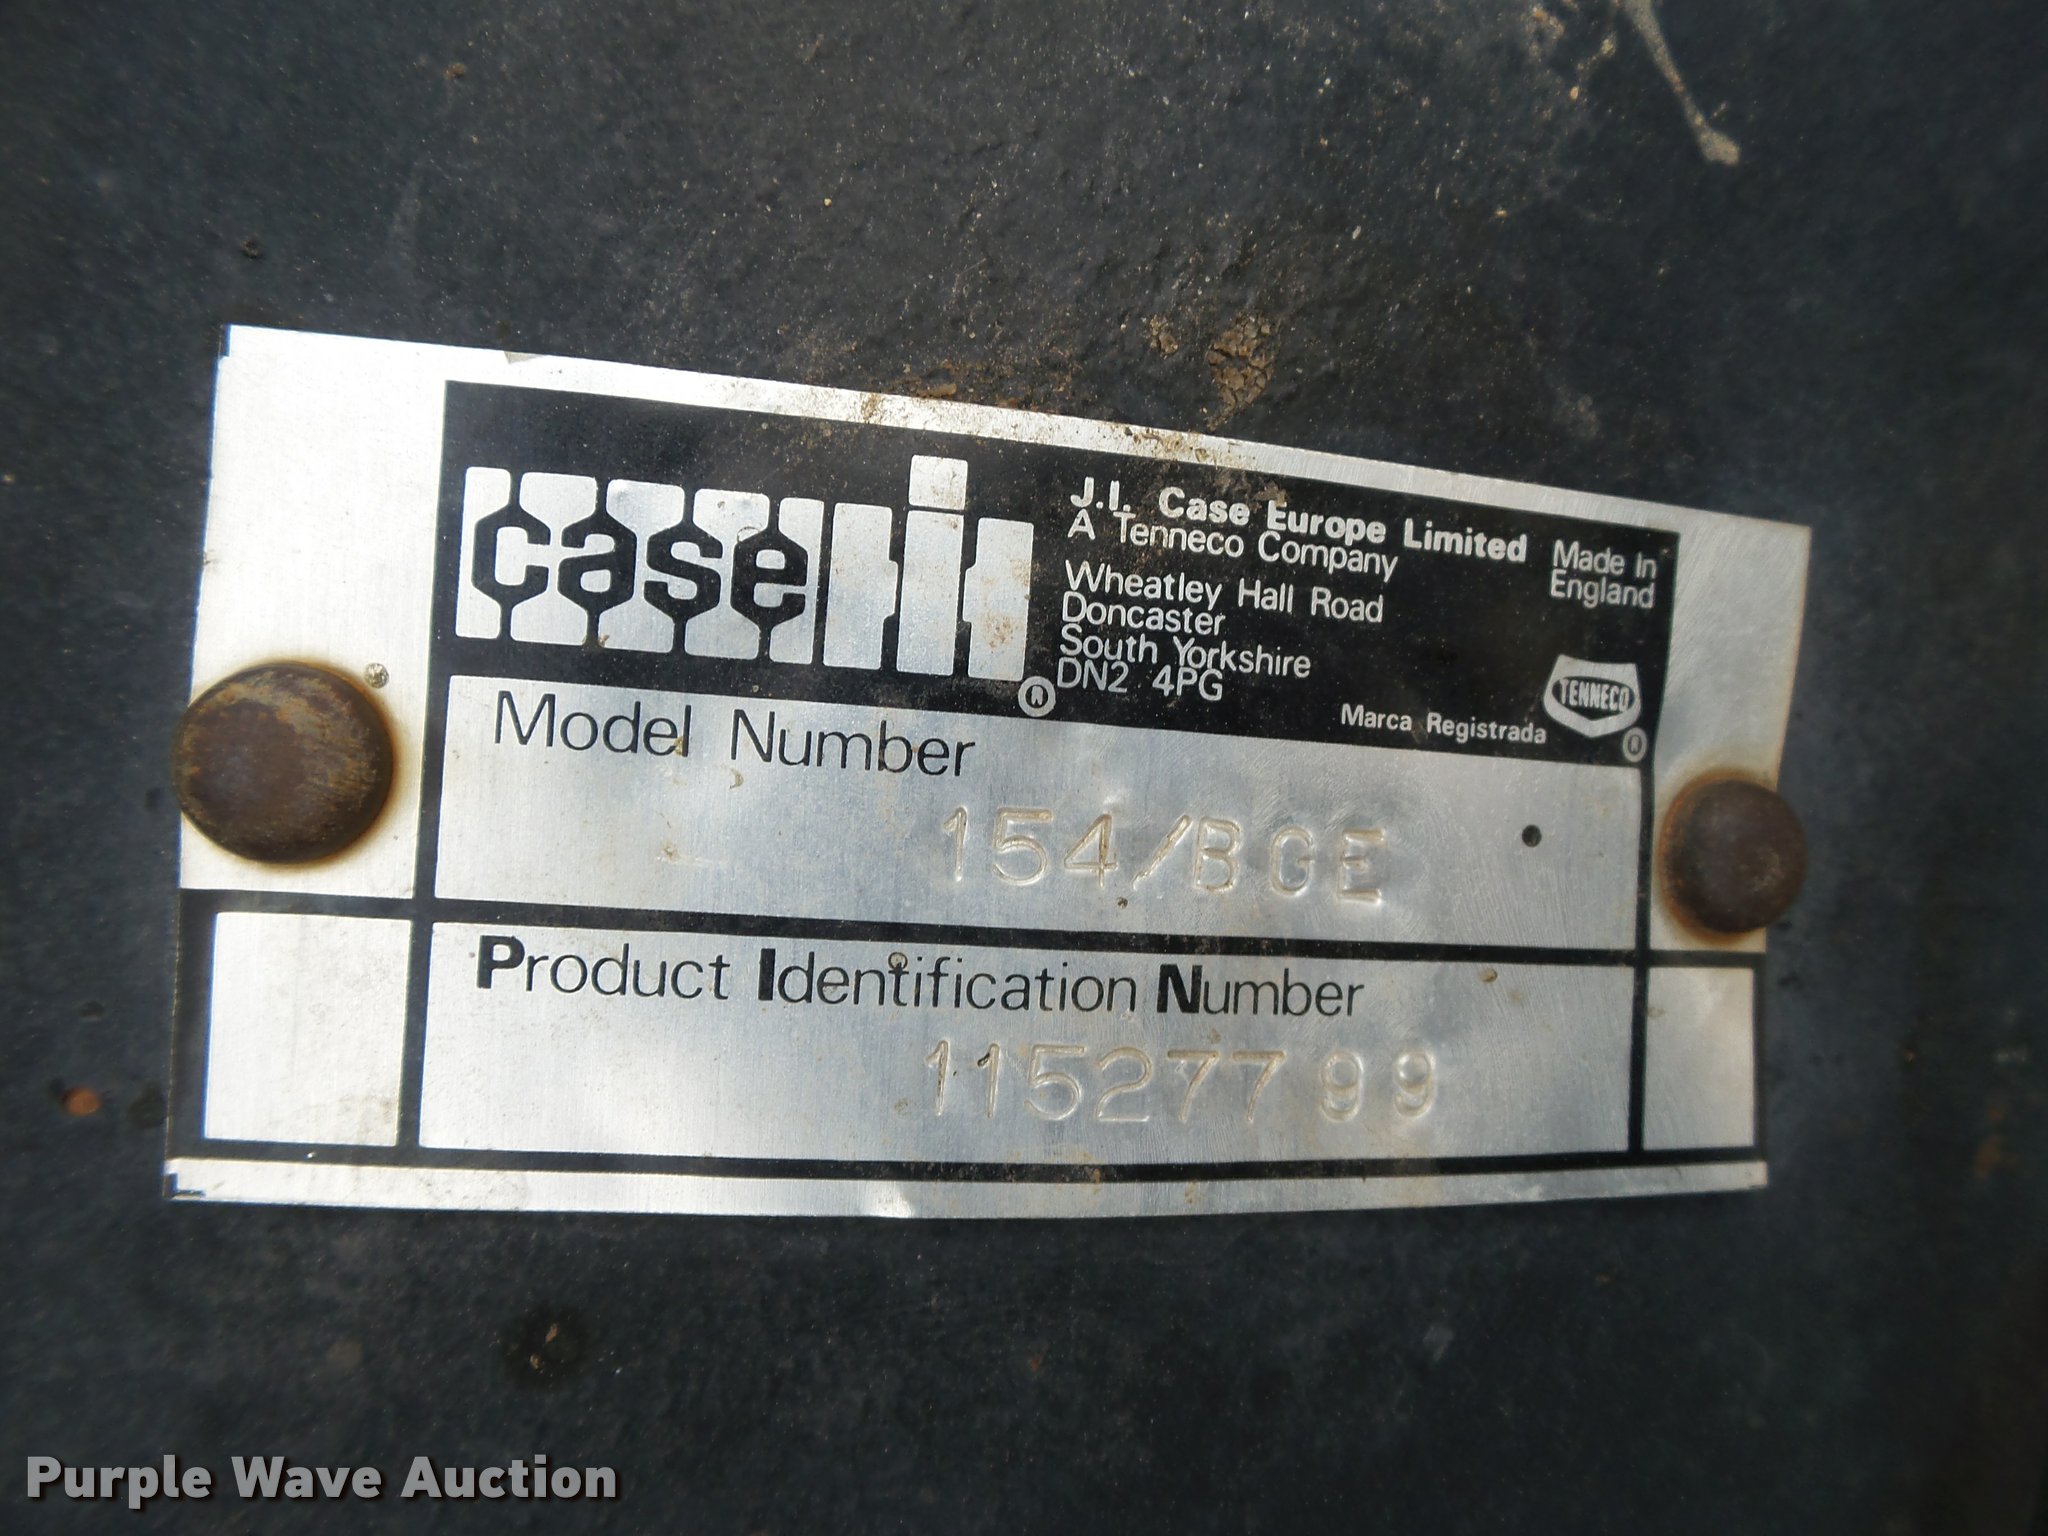 case IH ®
J.I. Case Europe Limited
A Tenneco Company
Wheatley Hall Road
Doncaster
South Yorkshire
DN2 4PG
Made In
England
Marca Registrada
TENNECO ®
Model Number
154/BGE
Product Identification Number
11527799
Purple Wave Auction